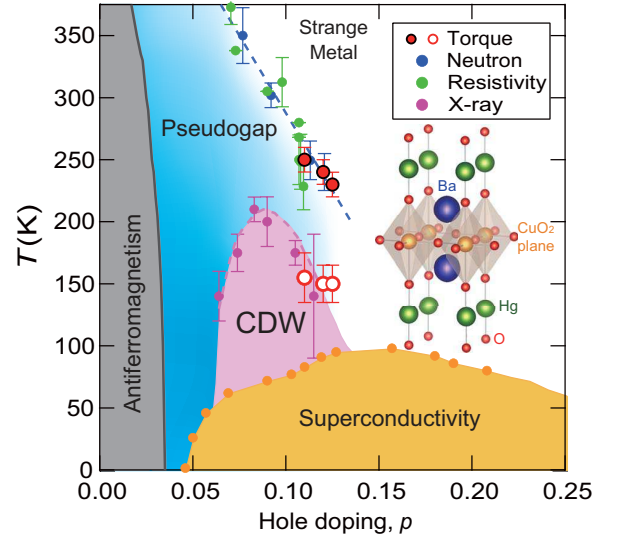 Strange
Metal
Torque
Neutron
Resistivity
X-ray
Pseudogap
CDW
Antiferromagnetism
Superconductivity
Ba
CuO₂
plane
Hg
O
T(K)
350
300
250
200
150
100
50
0
0.00
0.05
0.10
0.15
0.20
0.25
Hole doping, p